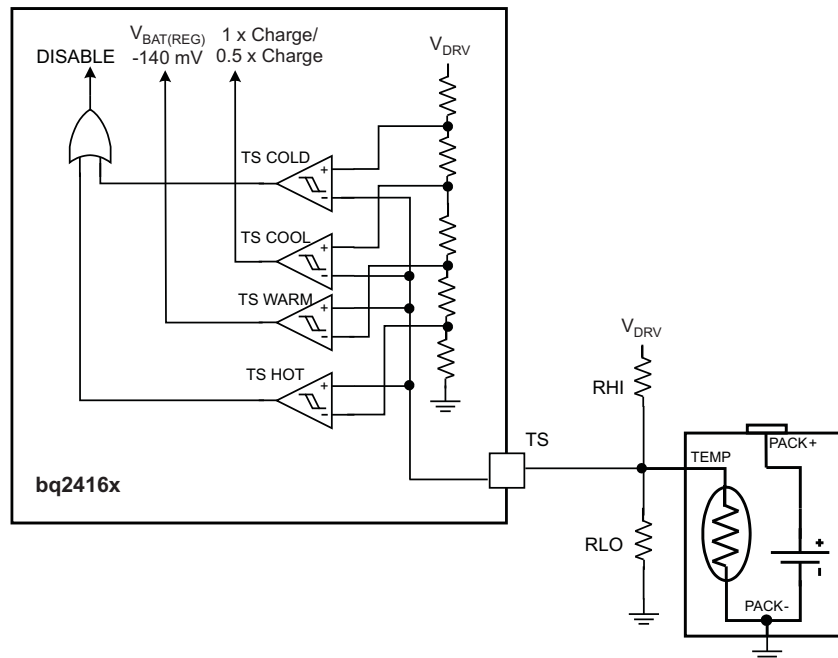 DISABLE
V_BAT(REG)
-140 mV
1 x Charge/
0.5 x Charge
V_DRV
TS COLD
+
-
TS COOL
+
-
TS WARM
+
-
TS HOT
+
-
bq2416x
TS
V_DRV
RHI
RLO
TEMP
PACK+
+
-
PACK-